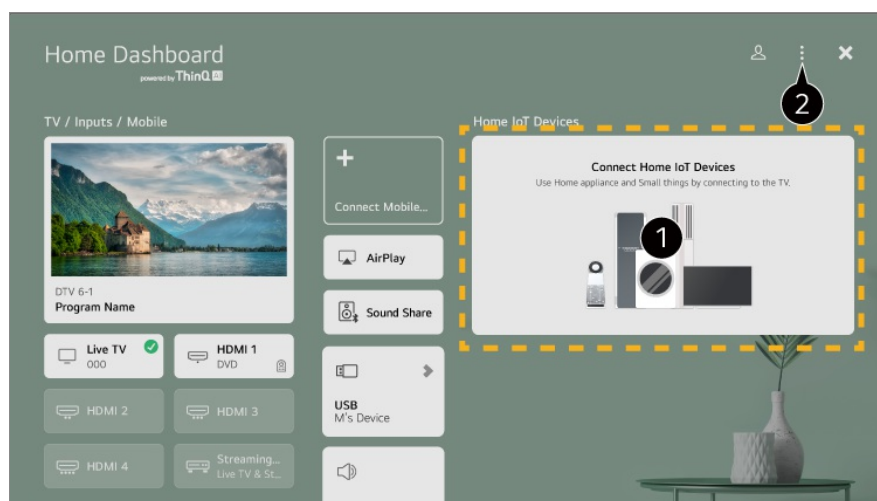 Home Dashboard
powered by ThinQ AI
2
TV / Inputs / Mobile
Home IoT Devices
Connect Mobile...
Connect Home IoT Devices
Use Home appliance and Small things by connecting to the TV.
1
AirPlay
DTV 6-1
Program Name
Sound Share
Live TV
000
HDMI 1
DVD
USB
M's Device
HDMI 2
HDMI 3
HDMI 4
Streaming...
Live TV & St...